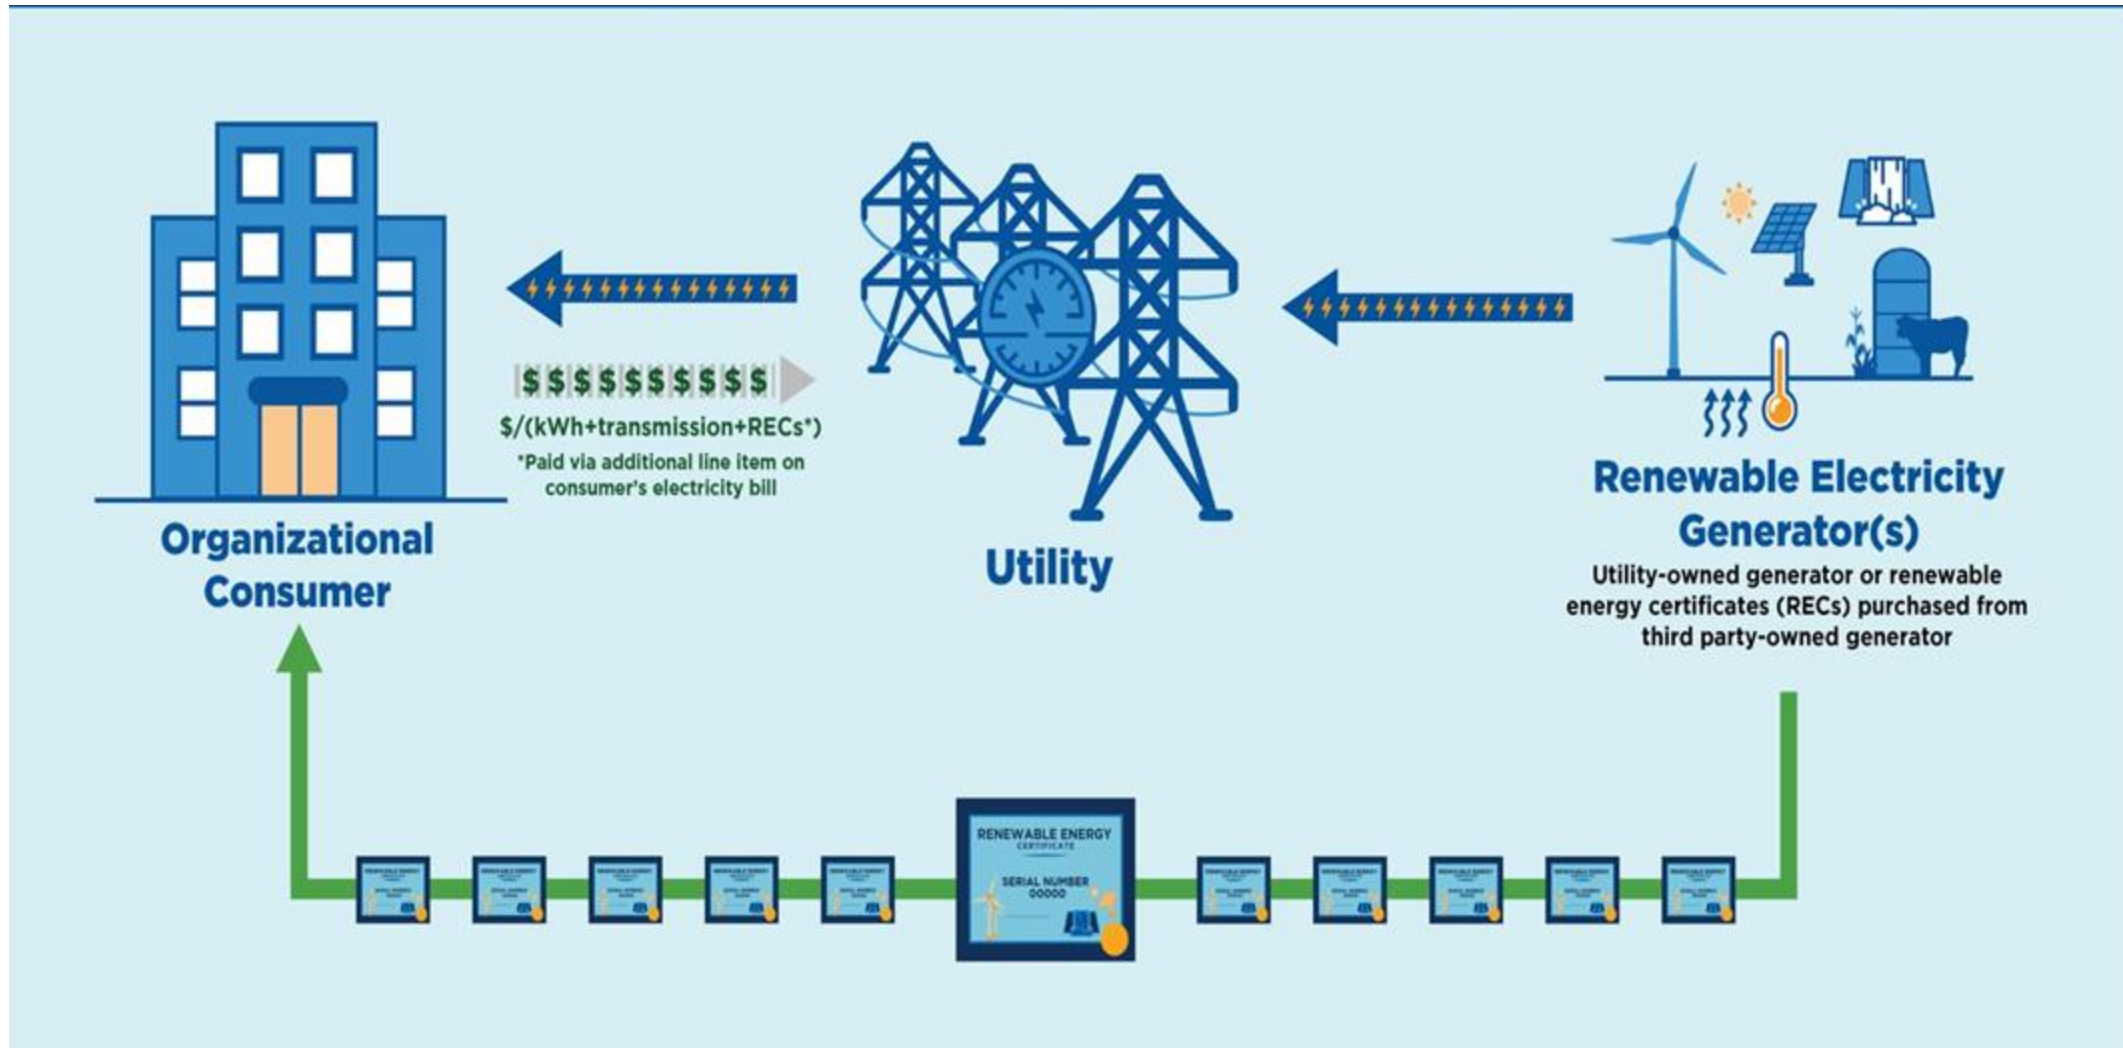 $ $ $ $ $ $ $ $ $ $
$/(kWh+transmission+RECs*)
*Paid via additional line item on
consumer's electricity bill
Organizational
Consumer
Utility
Renewable Electricity
Generator(s)
Utility-owned generator or renewable
energy certificates (RECs) purchased from
third party-owned generator
RENEWABLE ENERGY
CERTIFICATE
SERIAL NUMBER
00000